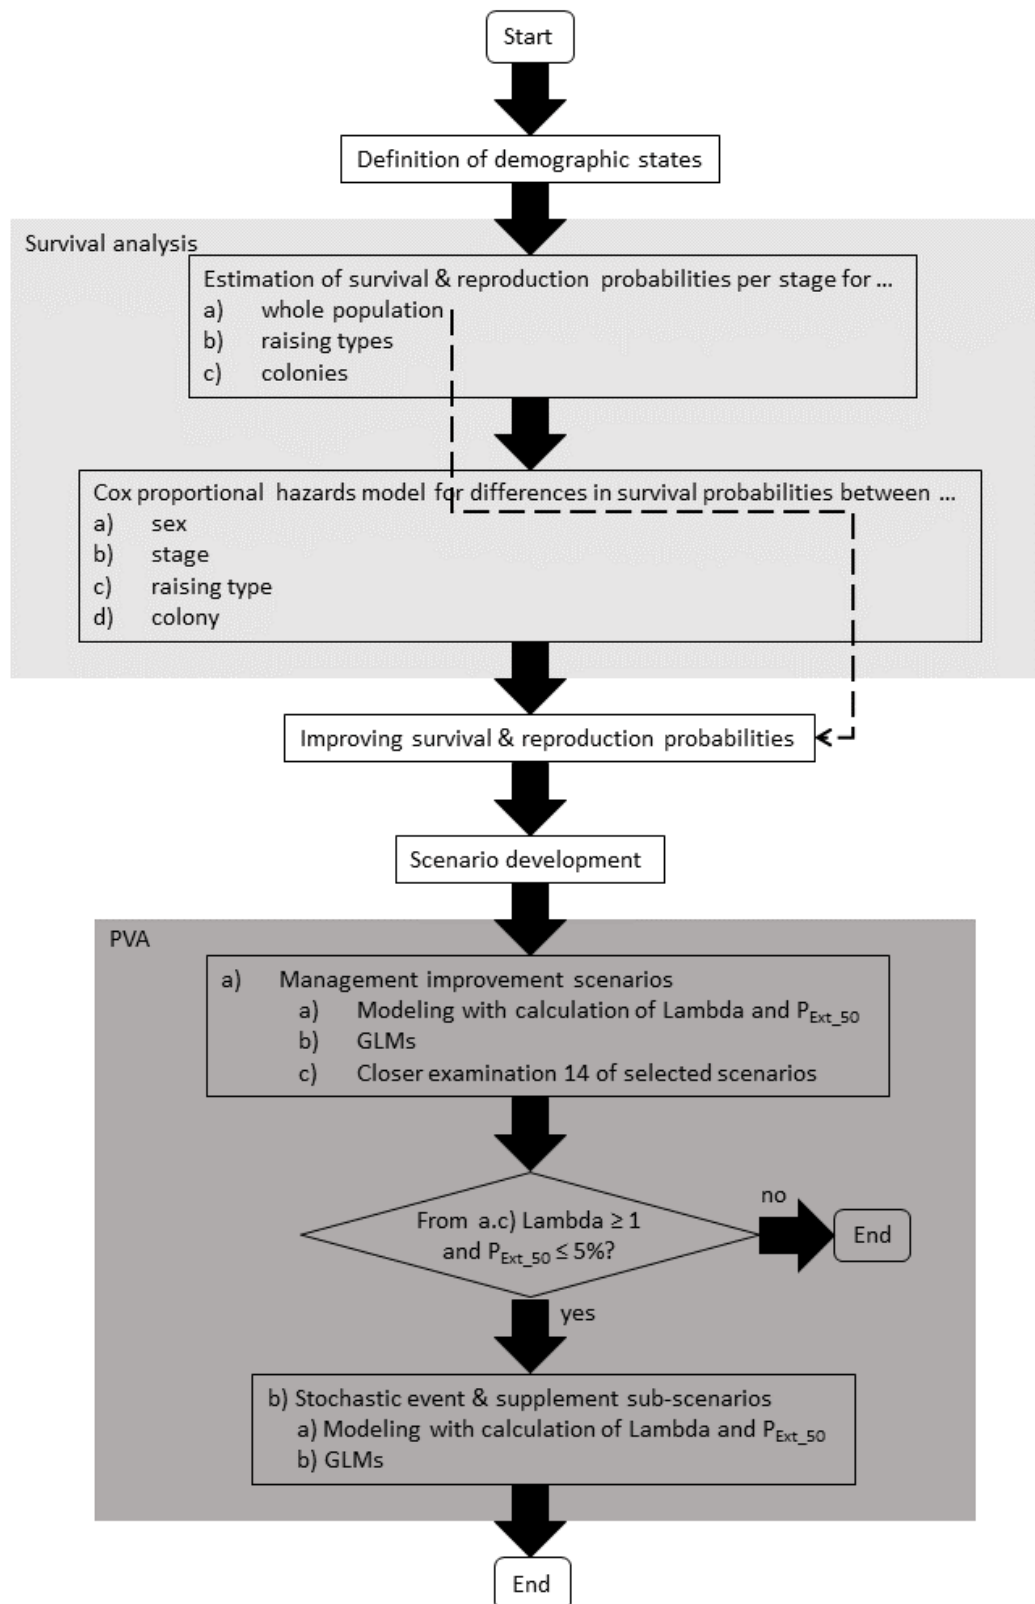 Start
Definition of demographic states
Survival analysis
Estimation of survival & reproduction probabilities per stage for ...
a) whole population
b) raising types
c) colonies
Cox proportional hazards model for differences in survival probabilities between ...
a) sex
b) stage
c) raising type
d) colony
Improving survival & reproduction probabilities
Scenario development
PVA
a) Management improvement scenarios
a) Modeling with calculation of Lambda and P_Ext_50
b) GLMs
c) Closer examination 14 of selected scenarios
From a.c) Lambda ≥ 1
and P_Ext_50 ≤ 5%?
no
End
yes
b) Stochastic event & supplement sub-scenarios
a) Modeling with calculation of Lambda and P_Ext_50
b) GLMs
End